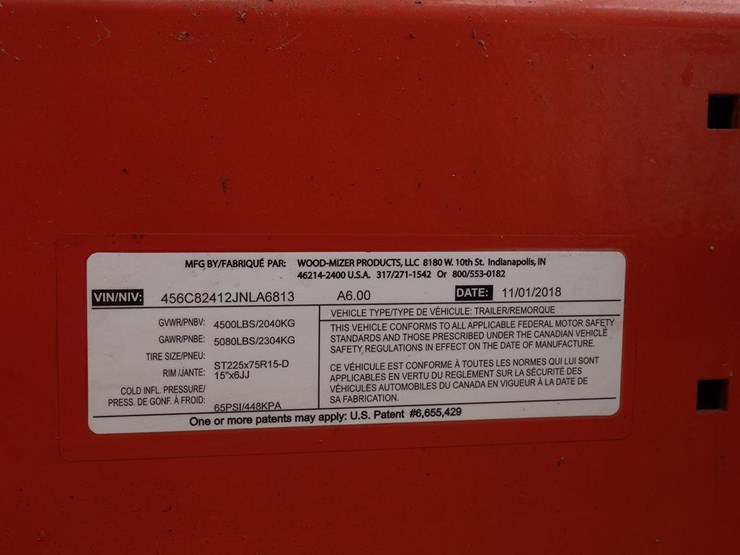 MFG BY/FABRIQUÉ PAR: WOOD-MIZER PRODUCTS, LLC 8180 W. 10th St. Indianapolis, IN
46214-2400 U.S.A. 317/271-1542 Or 800/553-0182
VIN/NIV: 456C82412JNLA6813 A6.00 DATE: 11/01/2018
GVWR/PNBV: 4500LBS/2040KG
GAWR/PNBE: 5080LBS/2304KG
TIRE SIZE/PNEU: ST225x75R15-D
RIM /JANTE: 15"x6JJ
COLD INFL. PRESSURE/
PRESS. DE GONF. À FROID: 65PSI/448KPA
VEHICLE TYPE/TYPE DE VÉHICULE: TRAILER/REMORQUE
THIS VEHICLE CONFORMS TO ALL APPLICABLE FEDERAL MOTOR SAFETY
STANDARDS AND THOSE PRESCRIBED UNDER THE CANADIAN VEHICLE
SAFETY REGULATIONS IN EFFECT ON THE DATE OF MANUFACTURE.
CE VÉHICULE EST CONFORME À TOUTES LES NORMES QUI LUI SONT
APPLICABLES EN VERTU DU REGLEMENT SUR LA SÉCURITÉ DES
VÉHICULES AUTOMOBILES DU CANADA EN VIGUEUR À LA DATE DE
SA FABRICATION.
One or more patents may apply: U.S. Patent #6,655,429